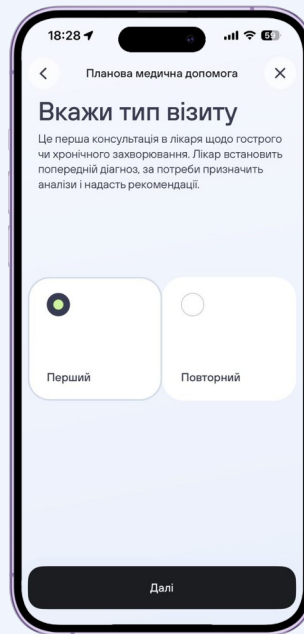 18:28
59
Планова медична допомога
Вкажи тип візиту
Це перша консультація в лікаря щодо гострого
чи хронічного захворювання. Лікар встановить
попередній діагноз, за потреби призначить
аналізи і надасть рекомендації.
Перший
Повторний
Далі